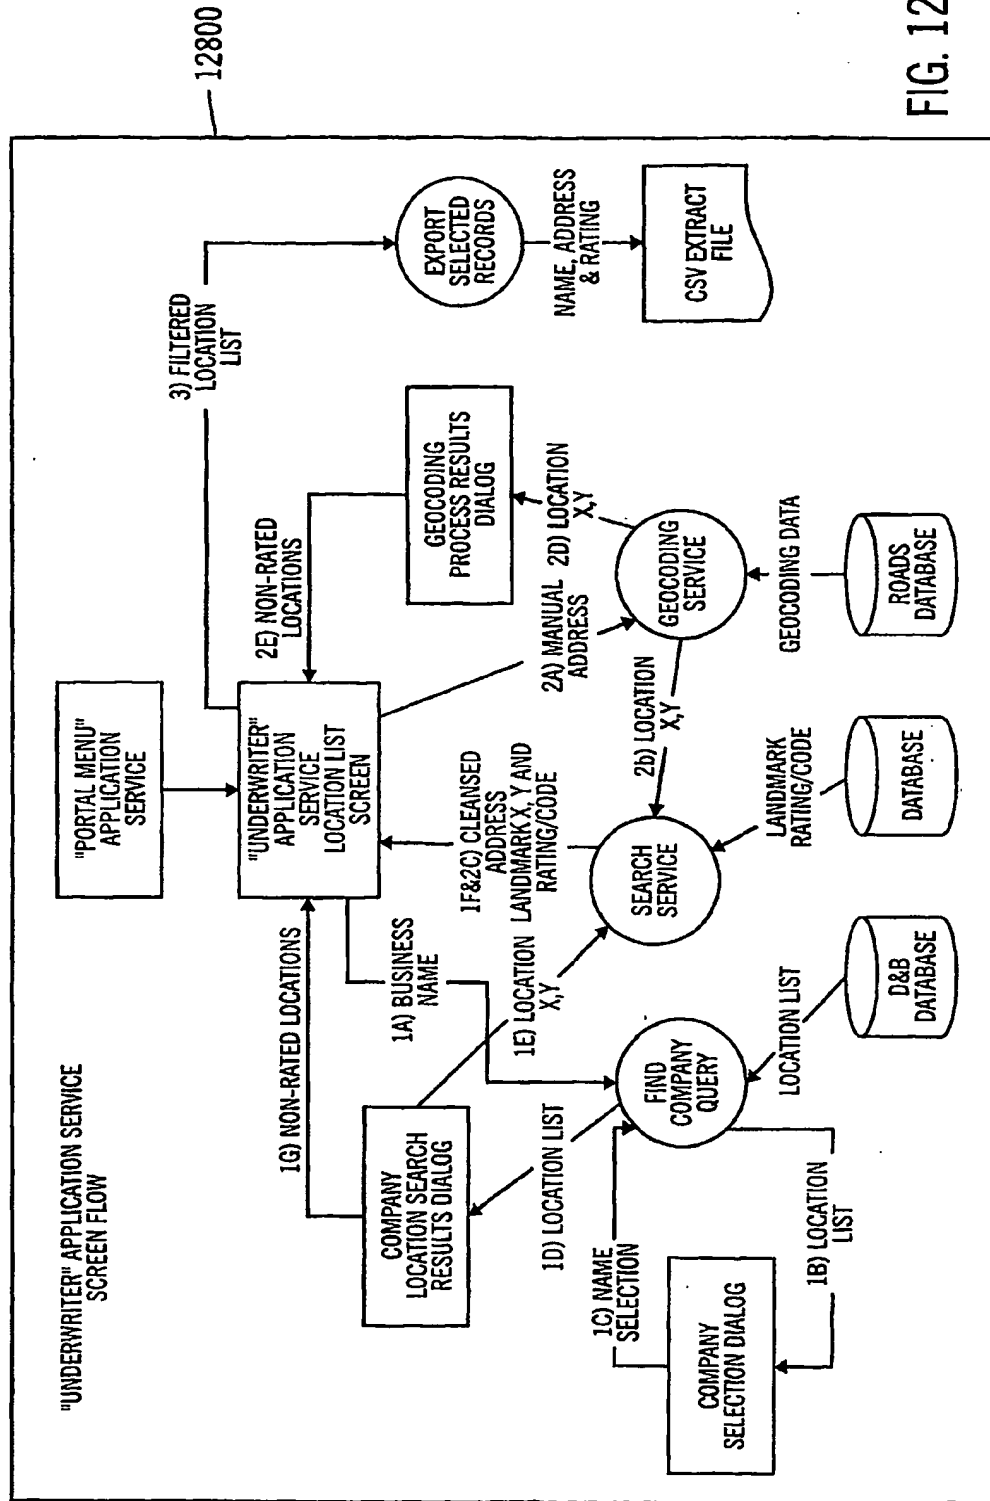 "UNDERWRITER" APPLICATION SERVICE
SCREEN FLOW
12800
"PORTAL MENU"
APPLICATION
SERVICE
"UNDERWRITER"
APPLICATION
SERVICE
LOCATION LIST
SCREEN
3) FILTERED
LOCATION
LIST
1G) NON-RATED LOCATIONS
2E) NON-RATED
LOCATIONS
1A) BUSINESS
NAME
COMPANY
LOCATION SEARCH
RESULTS DIALOG
1F&2C) CLEANSED
ADDRESS
LANDMARK X, Y AND
RATING/CODE
GEOCODING
PROCESS RESULTS
DIALOG
EXPORT
SELECTED
RECORDS
1E) LOCATION
X,Y
2A) MANUAL
ADDRESS
2D) LOCATION
X,Y
NAME, ADDRESS
& RATING
1D) LOCATION LIST
1C) NAME
SELECTION
FIND
COMPANY
QUERY
SEARCH
SERVICE
2b) LOCATION
X,Y
GEOCODING
SERVICE
CSV EXTRACT
FILE
COMPANY
SELECTION DIALOG
1B) LOCATION
LIST
LOCATION LIST
LANDMARK
RATING/CODE
GEOCODING DATA
D&B
DATABASE
DATABASE
ROADS
DATABASE
FIG. 12